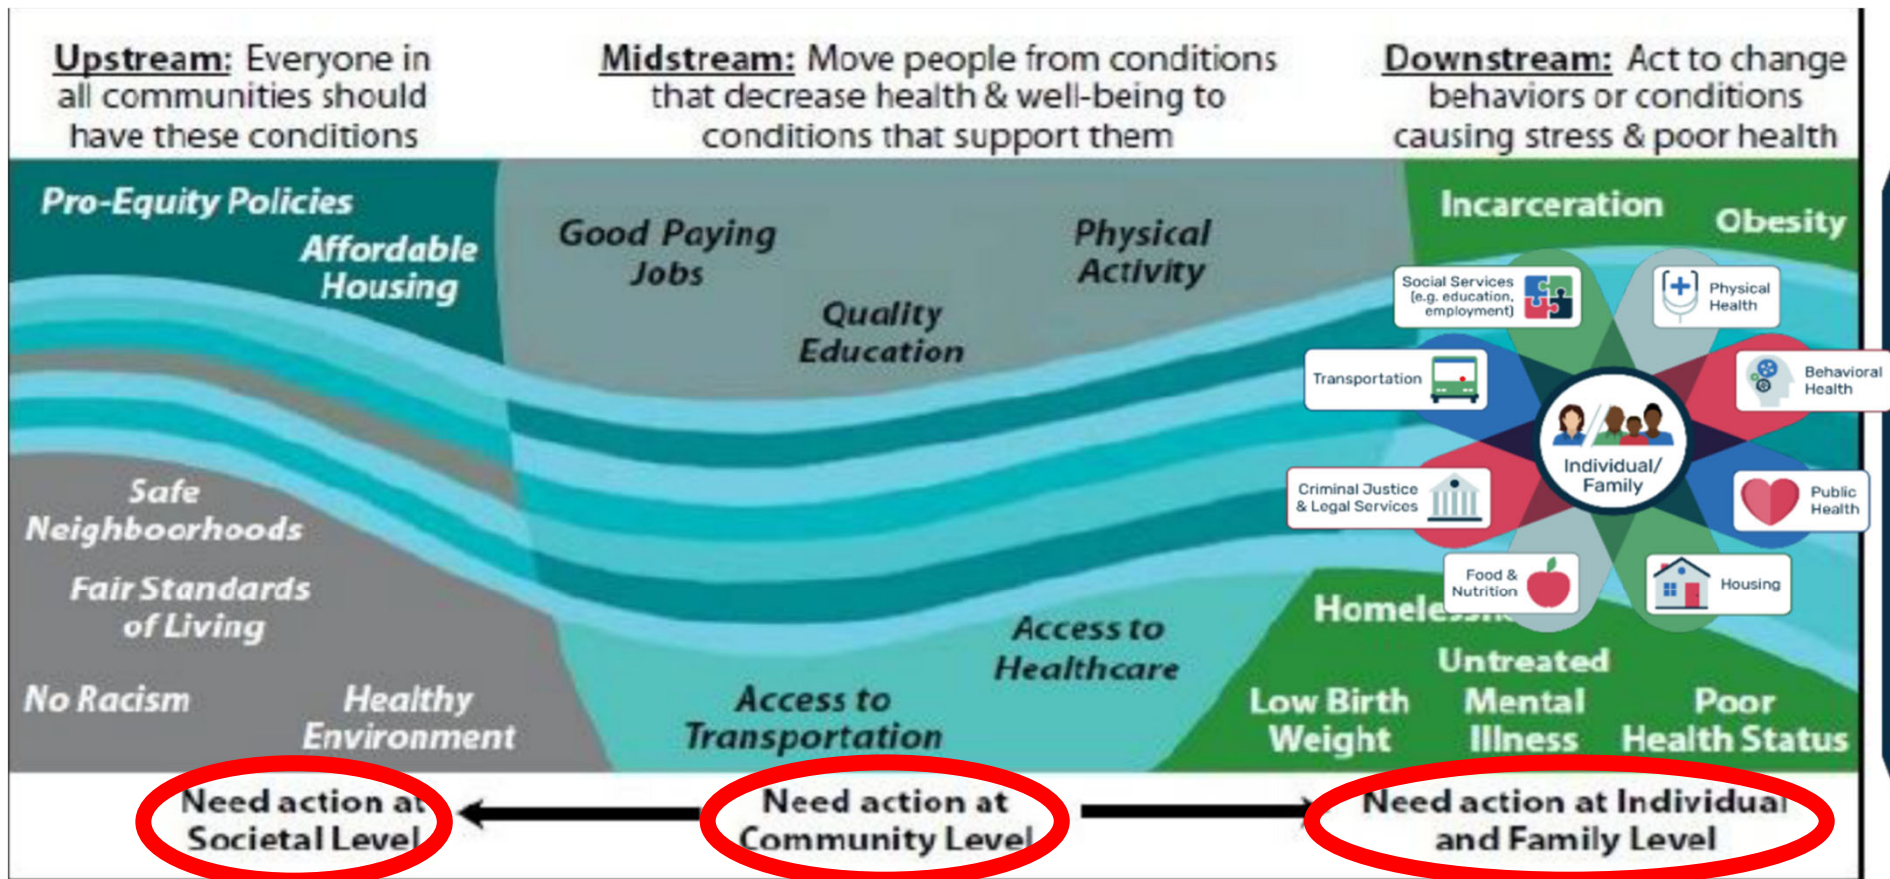 Upstream: Everyone in
all communities should
have these conditions
Midstream: Move people from conditions
that decrease health & well-being to
conditions that support them
Downstream: Act to change
behaviors or conditions
causing stress & poor health
Pro-Equity Policies
Affordable
Housing
Safe
Neighboorhoods
Fair Standards
of Living
No Racism
Healthy
Environment
Good Paying
Jobs
Quality
Education
Physical
Activity
Access to
Healthcare
Access to
Transportation
Incarceration
Obesity
Social Services
(e.g. education,
employment)
Physical
Health
Transportation
Behavioral
Health
Individual/
Family
Criminal Justice
& Legal Services
Public
Health
Food &
Nutrition
Housing
Untreated
Mental
Illness
Low Birth
Weight
Poor
Health Status
Need action at
Societal Level
Need action at
Community Level
Need action at Individual
and Family Level